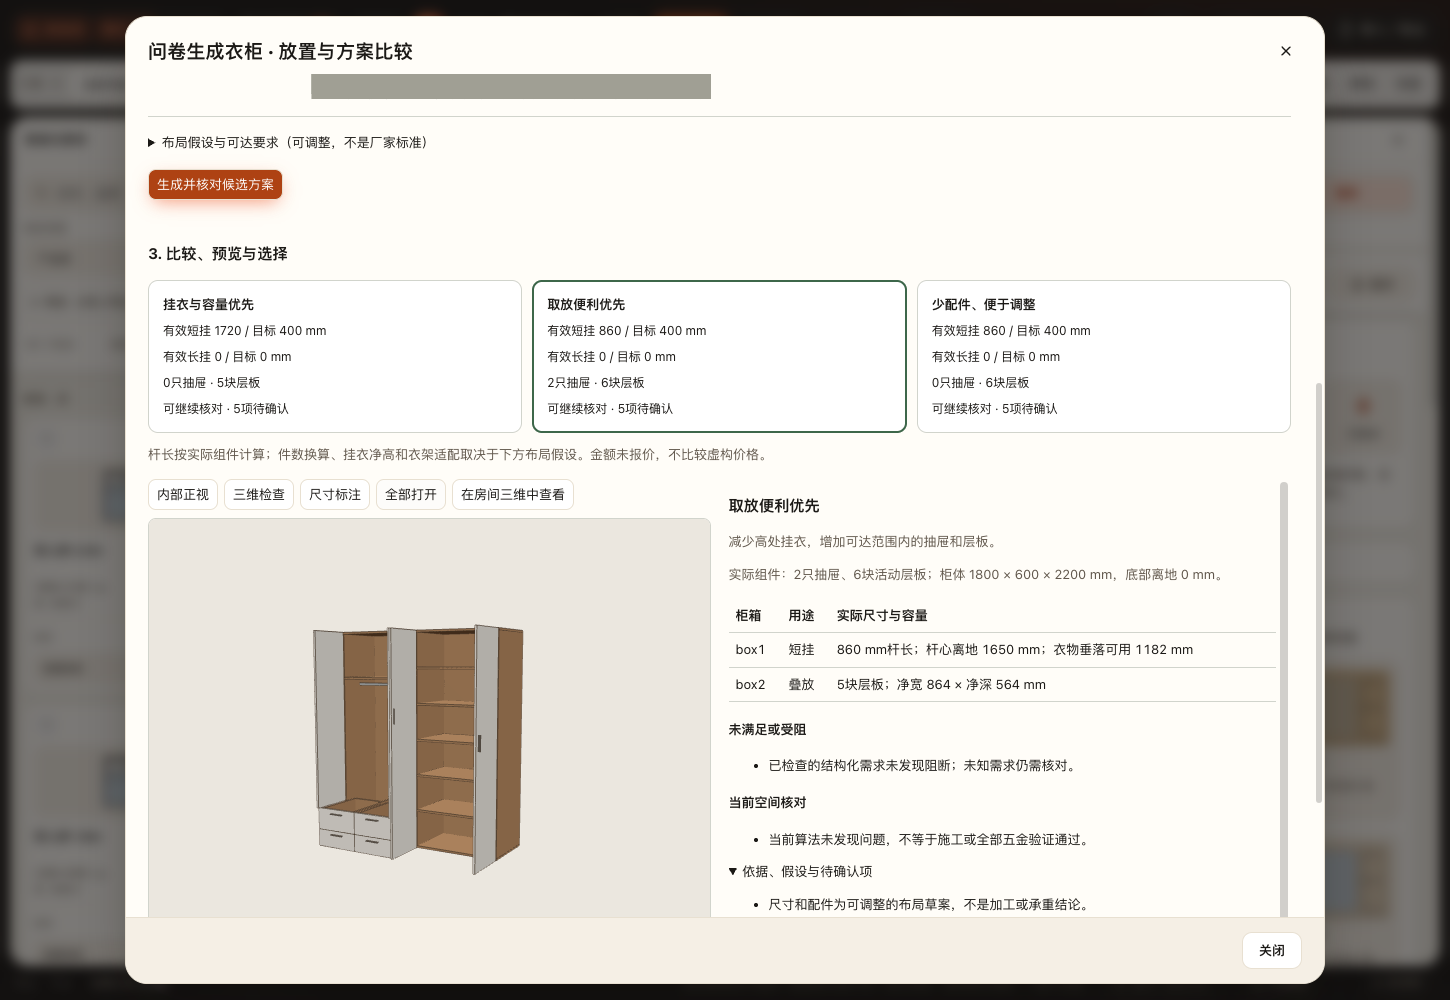 问卷生成衣柜 · 放置与方案比较
×
▶ 布局假设与可达要求（可调整，不是厂家标准）
生成并核对候选方案
3. 比较、预览与选择
挂衣与容量优先
有效短挂 1720 / 目标 400 mm
有效长挂 0 / 目标 0 mm
0只抽屉 · 5块层板
可继续核对 · 5项待确认
取放便利优先
有效短挂 860 / 目标 400 mm
有效长挂 0 / 目标 0 mm
2只抽屉 · 6块层板
可继续核对 · 5项待确认
少配件、便于调整
有效短挂 860 / 目标 400 mm
有效长挂 0 / 目标 0 mm
0只抽屉 · 6块层板
可继续核对 · 5项待确认
杆长按实际组件计算；件数换算、挂衣净高和衣架适配取决于下方布局假设。金额未报价，不比较虚构价格。
内部正视 三维检查 尺寸标注 全部打开 在房间三维中查看
取放便利优先
减少高处挂衣，增加可达范围内的抽屉和层板。
实际组件：2只抽屉、6块活动层板；柜体 1800 × 600 × 2200 mm，底部离地 0 mm。
柜箱 用途 实际尺寸与容量
box1 短挂 860 mm杆长；杆心离地 1650 mm；衣物垂落可用 1182 mm
box2 叠放 5块层板；净宽 864 × 净深 564 mm
未满足或受阻
• 已检查的结构化需求未发现阻断；未知需求仍需核对。
当前空间核对
• 当前算法未发现问题，不等于施工或全部五金验证通过。
▼ 依据、假设与待确认项
• 尺寸和配件为可调整的布局草案，不是加工或承重结论。
关闭